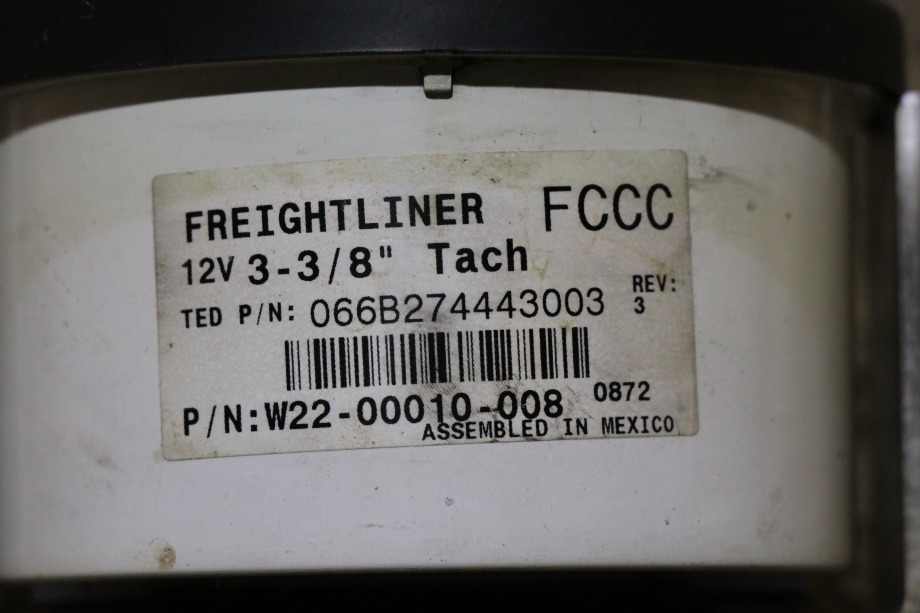 FREIGHTLINER FCCC
12V 3-3/8" Tach
TED P/N: 066B274443003 REV: 3
P/N:W22-00010-008 0872
ASSEMBLED IN MEXICO